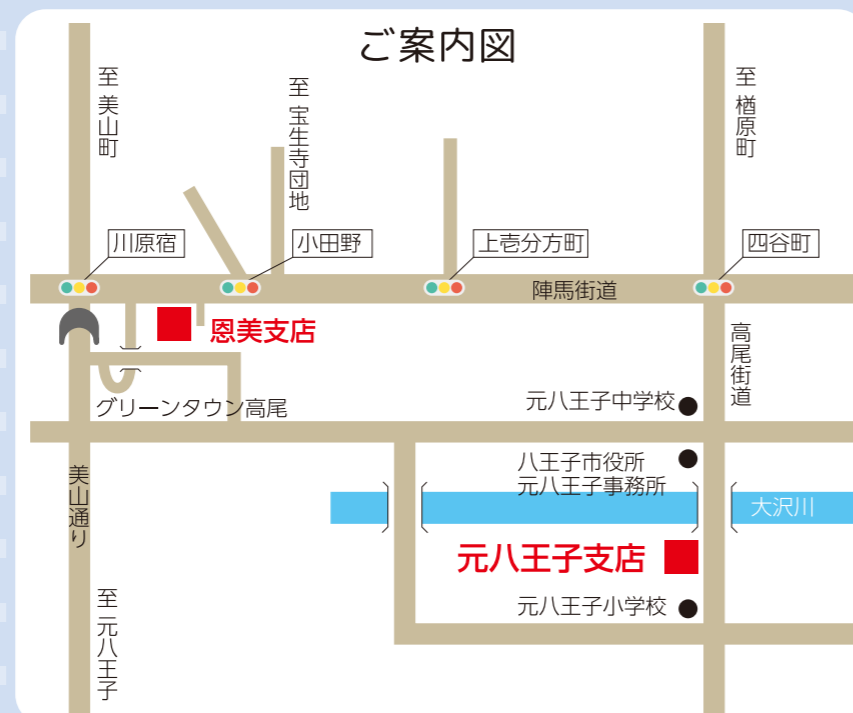 ご案内図
至 美山町
至 宝生寺団地
至 楢原町
川原宿
小田野
上壱分方町
四谷町
陣馬街道
恩美支店
高尾街道
グリーンタウン高尾
元八王子中学校
八王子市役所
元八王子事務所
美山通り
大沢川
元八王子支店
至 元八王子
元八王子小学校